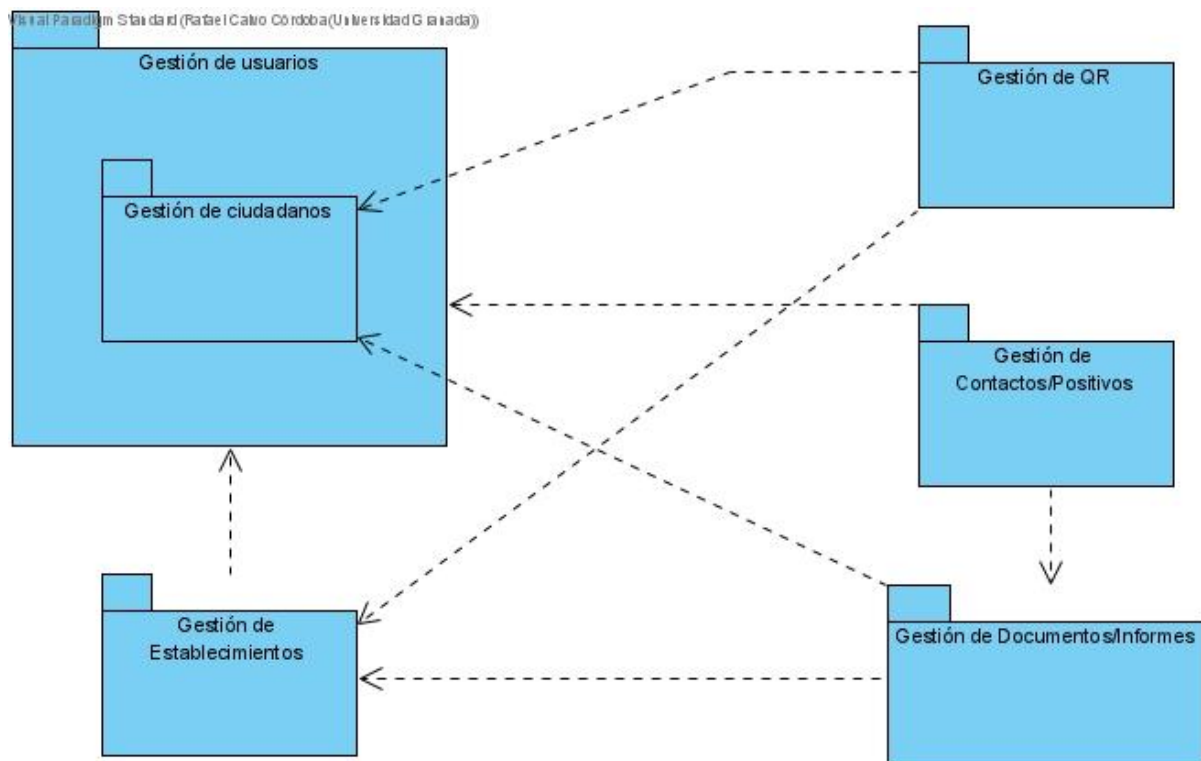 Visual Paradigm Standard (Rafael Calvo Córdoba(Universidad Granada))
Gestión de usuarios
Gestión de QR
Gestión de ciudadanos
Gestión de
Contactos/Positivos
Gestión de
Establecimientos
Gestión de Documentos/Informes